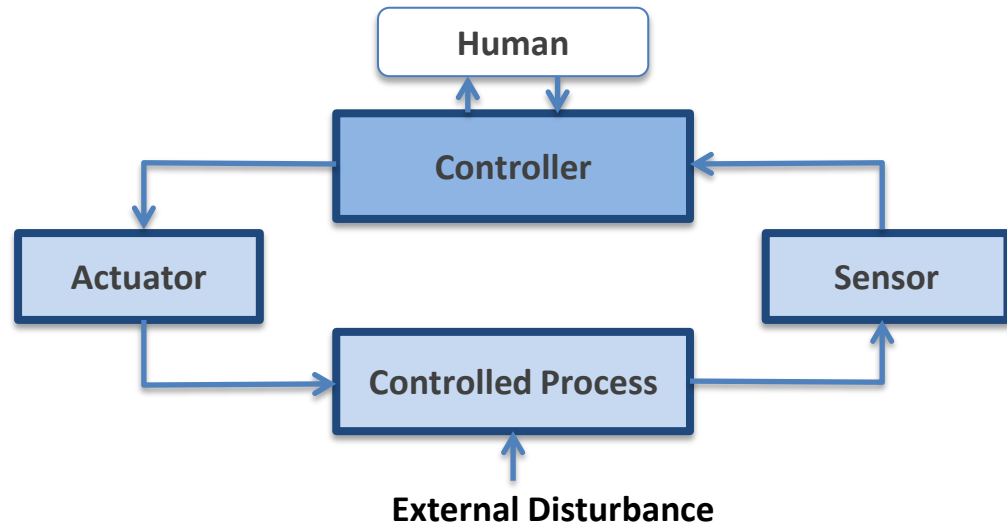 Human
Controller
Actuator
Sensor
Controlled Process
External Disturbance